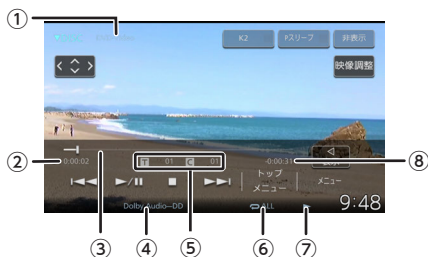 ①
K2 Pスリープ 非表示
映像調整
② 0:00:02 T 01 C 01 -0:00:31 ⑧
トップ
メニュー
メニュー
Dolby Audio–DD ALL 9:48
③ ④ ⑤ ⑥ ⑦